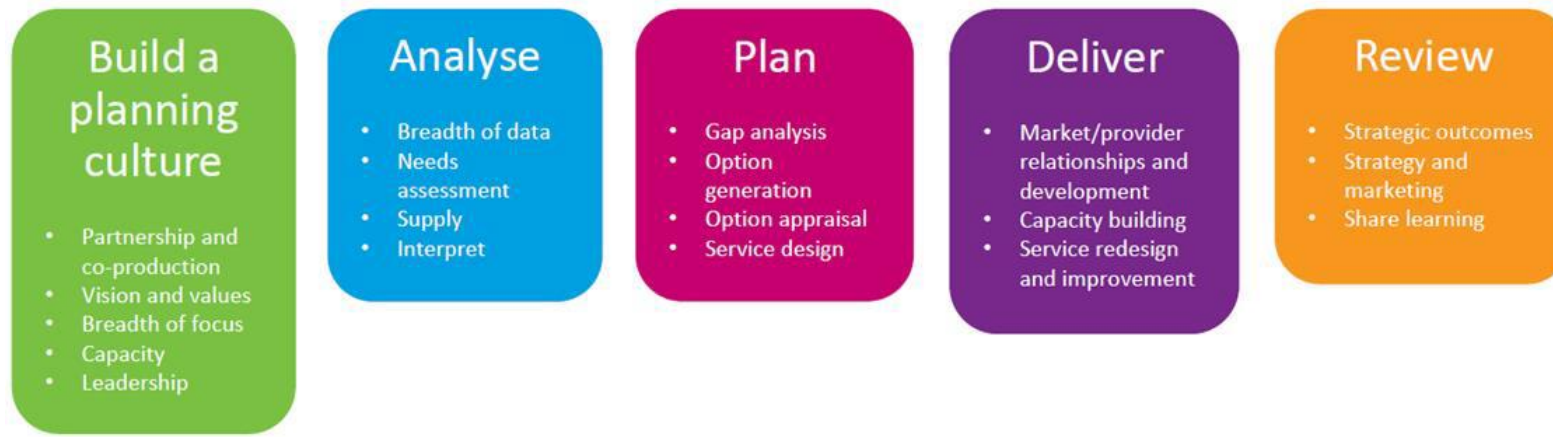 Build a
planning
culture
• Partnership and
co-production
• Vision and values
• Breadth of focus
• Capacity
• Leadership
Analyse
• Breadth of data
• Needs
assessment
• Supply
• Interpret
Plan
• Gap analysis
• Option
generation
• Option appraisal
• Service design
Deliver
• Market/provider
relationships and
development
• Capacity building
• Service redesign
and improvement
Review
• Strategic outcomes
• Strategy and
marketing
• Share learning